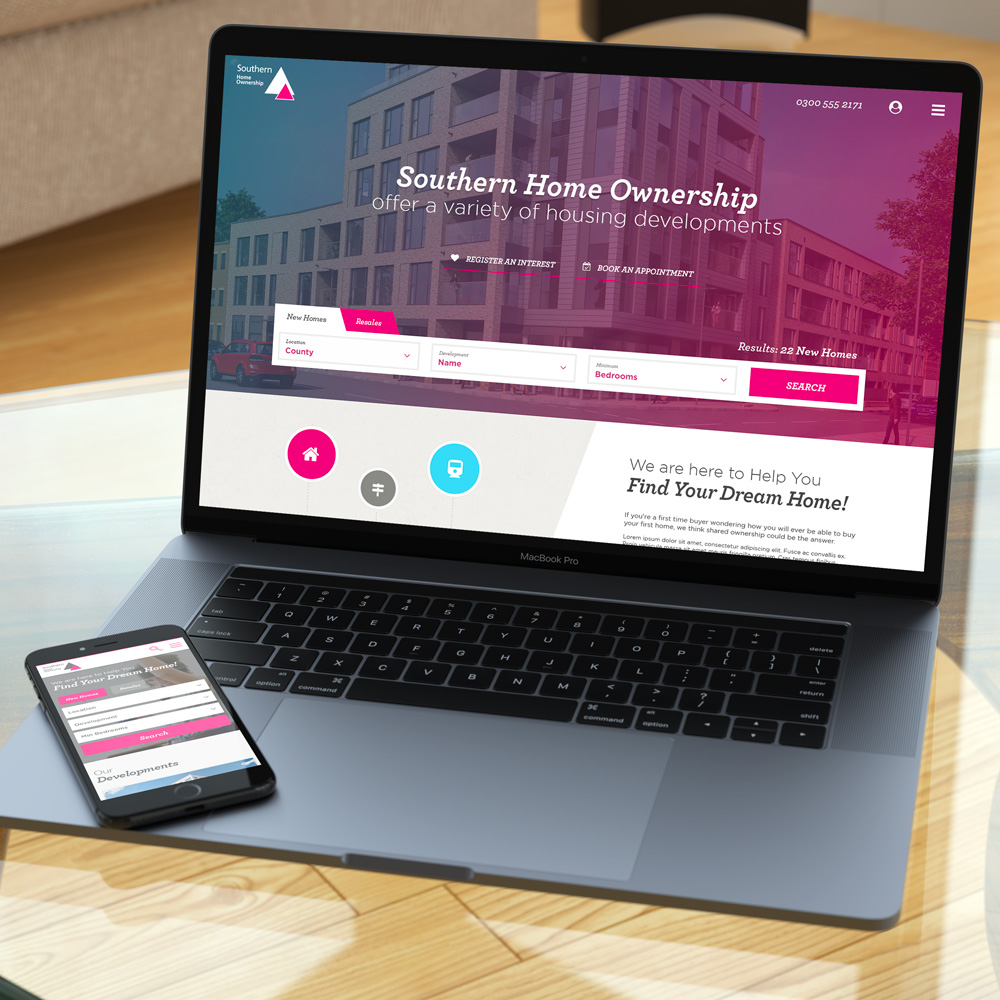 Southern
Home
Ownership
0300 555 2171
Southern Home Ownership
offer a variety of housing developments
REGISTER AN INTEREST
BOOK AN APPOINTMENT
New Homes
Resales
Results: 22 New Homes
Location
County
Development
Name
Minimum
Bedrooms
SEARCH
We are here to Help You
Find Your Dream Home!
If you're a first time buyer wondering how you will ever be able to buy
your first home, we think shared ownership could be the answer.
Lorem ipsum dolor sit amet, consectetur adipiscing elit. Fusce ac convallis ex.
MacBook Pro
tab
caps lock
control
option
command
command
option
delete
enter
return
shift
Q W E R T Y U I O P
A S D F G H J K L
Z X C V B N M
We are here to Help You
Find Your Dream Home!
New Homes
Resales
Location
Development
Min Bedrooms
Search
Our
Developments